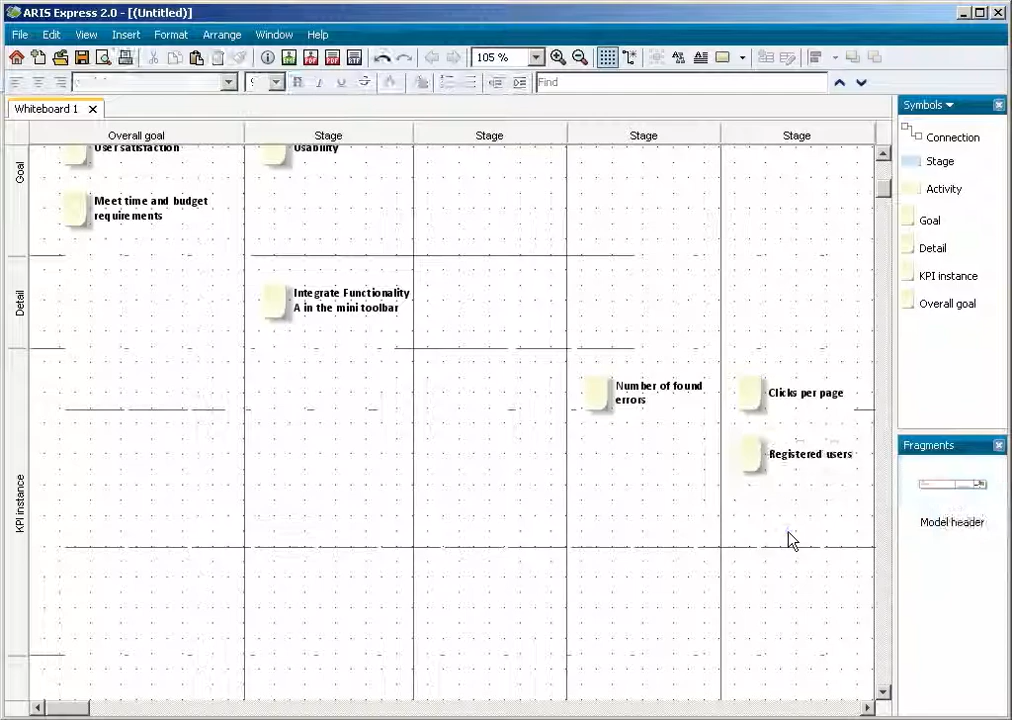 ARIS Express 2.0 - [(Untitled)]
File Edit View Insert Format Arrange Window Help
105 %
Find
Whiteboard 1
Symbols
Overall goal Stage Stage Stage Stage
Connection
Stage
Activity
Goal
Detail
KPI instance
Overall goal
Goal
User satisfaction
Usability
Meet time and budget
requirements
Detail
Integrate Functionality
A in the mini toolbar
KPI instance
Number of found
errors
Clicks per page
Registered users
Fragments
Model header